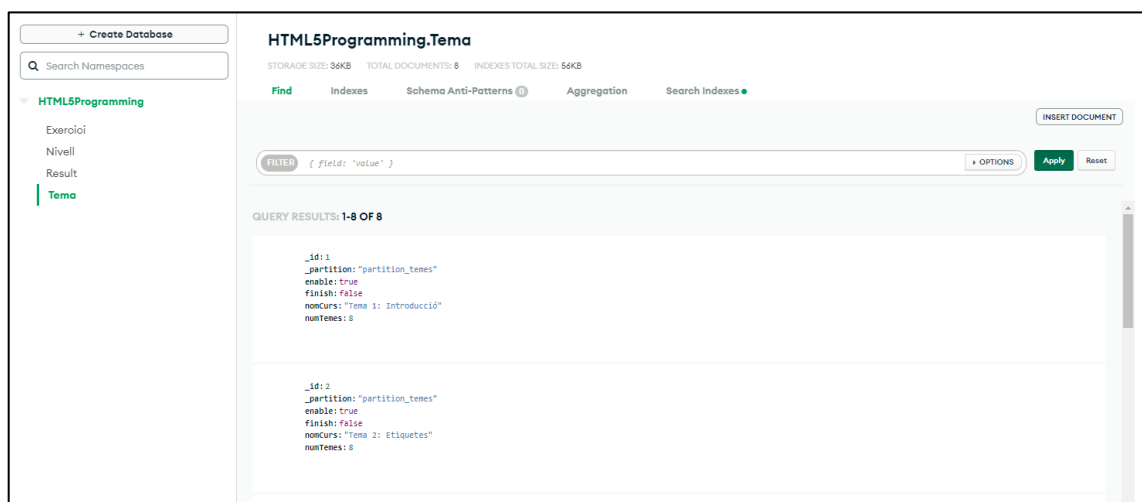 + Create Database
Search Namespaces
HTML5Programming
Exercici
Nivell
Result
Tema
HTML5Programming.Tema
STORAGE SIZE: 36KB TOTAL DOCUMENTS: 8 INDEXES TOTAL SIZE: 56KB
Find Indexes Schema Anti-Patterns 0 Aggregation Search Indexes
INSERT DOCUMENT
FILTER { field: 'value' } OPTIONS Apply Reset
QUERY RESULTS: 1-8 OF 8
_id: 1
_partition: "partition_temes"
enable: true
finish: false
nomCurs: "Tema 1: Introducció"
numTemes: 8
_id: 2
_partition: "partition_temes"
enable: true
finish: false
nomCurs: "Tema 2: Etiquetes"
numTemes: 8